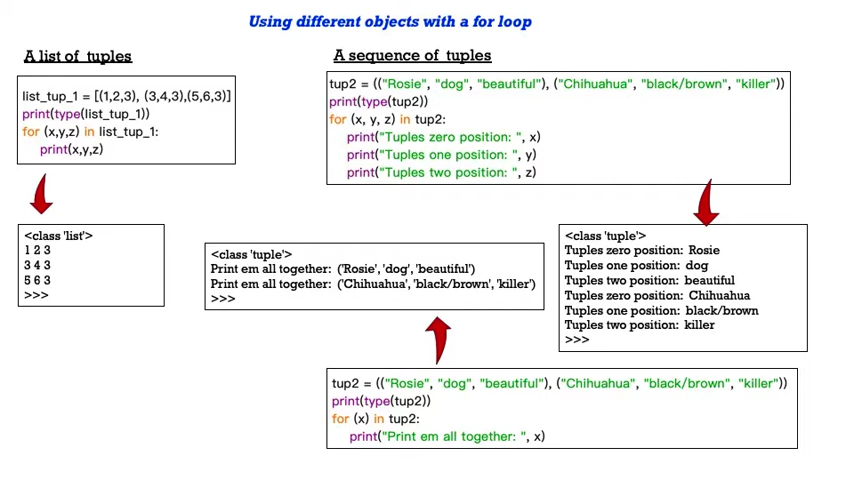 Using different objects with a for loop
A list of tuples
list_tup_1 = [(1,2,3), (3,4,3),(5,6,3)]
print(type(list_tup_1))
for (x,y,z) in list_tup_1:
print(x,y,z)
<class 'list'>
1 2 3
3 4 3
5 6 3
>>>
A sequence of tuples
tup2 = (("Rosie", "dog", "beautiful"), ("Chihuahua", "black/brown", "killer"))
print(type(tup2))
for (x, y, z) in tup2:
print("Tuples zero position: ", x)
print("Tuples one position: ", y)
print("Tuples two position: ", z)
<class 'tuple'>
Tuples zero position: Rosie
Tuples one position: dog
Tuples two position: beautiful
Tuples zero position: Chihuahua
Tuples one position: black/brown
Tuples two position: killer
>>>
<class 'tuple'>
Print em all together: ('Rosie', 'dog', 'beautiful')
Print em all together: ('Chihuahua', 'black/brown', 'killer')
>>>
tup2 = (("Rosie", "dog", "beautiful"), ("Chihuahua", "black/brown", "killer"))
print(type(tup2))
for (x) in tup2:
print("Print em all together: ", x)